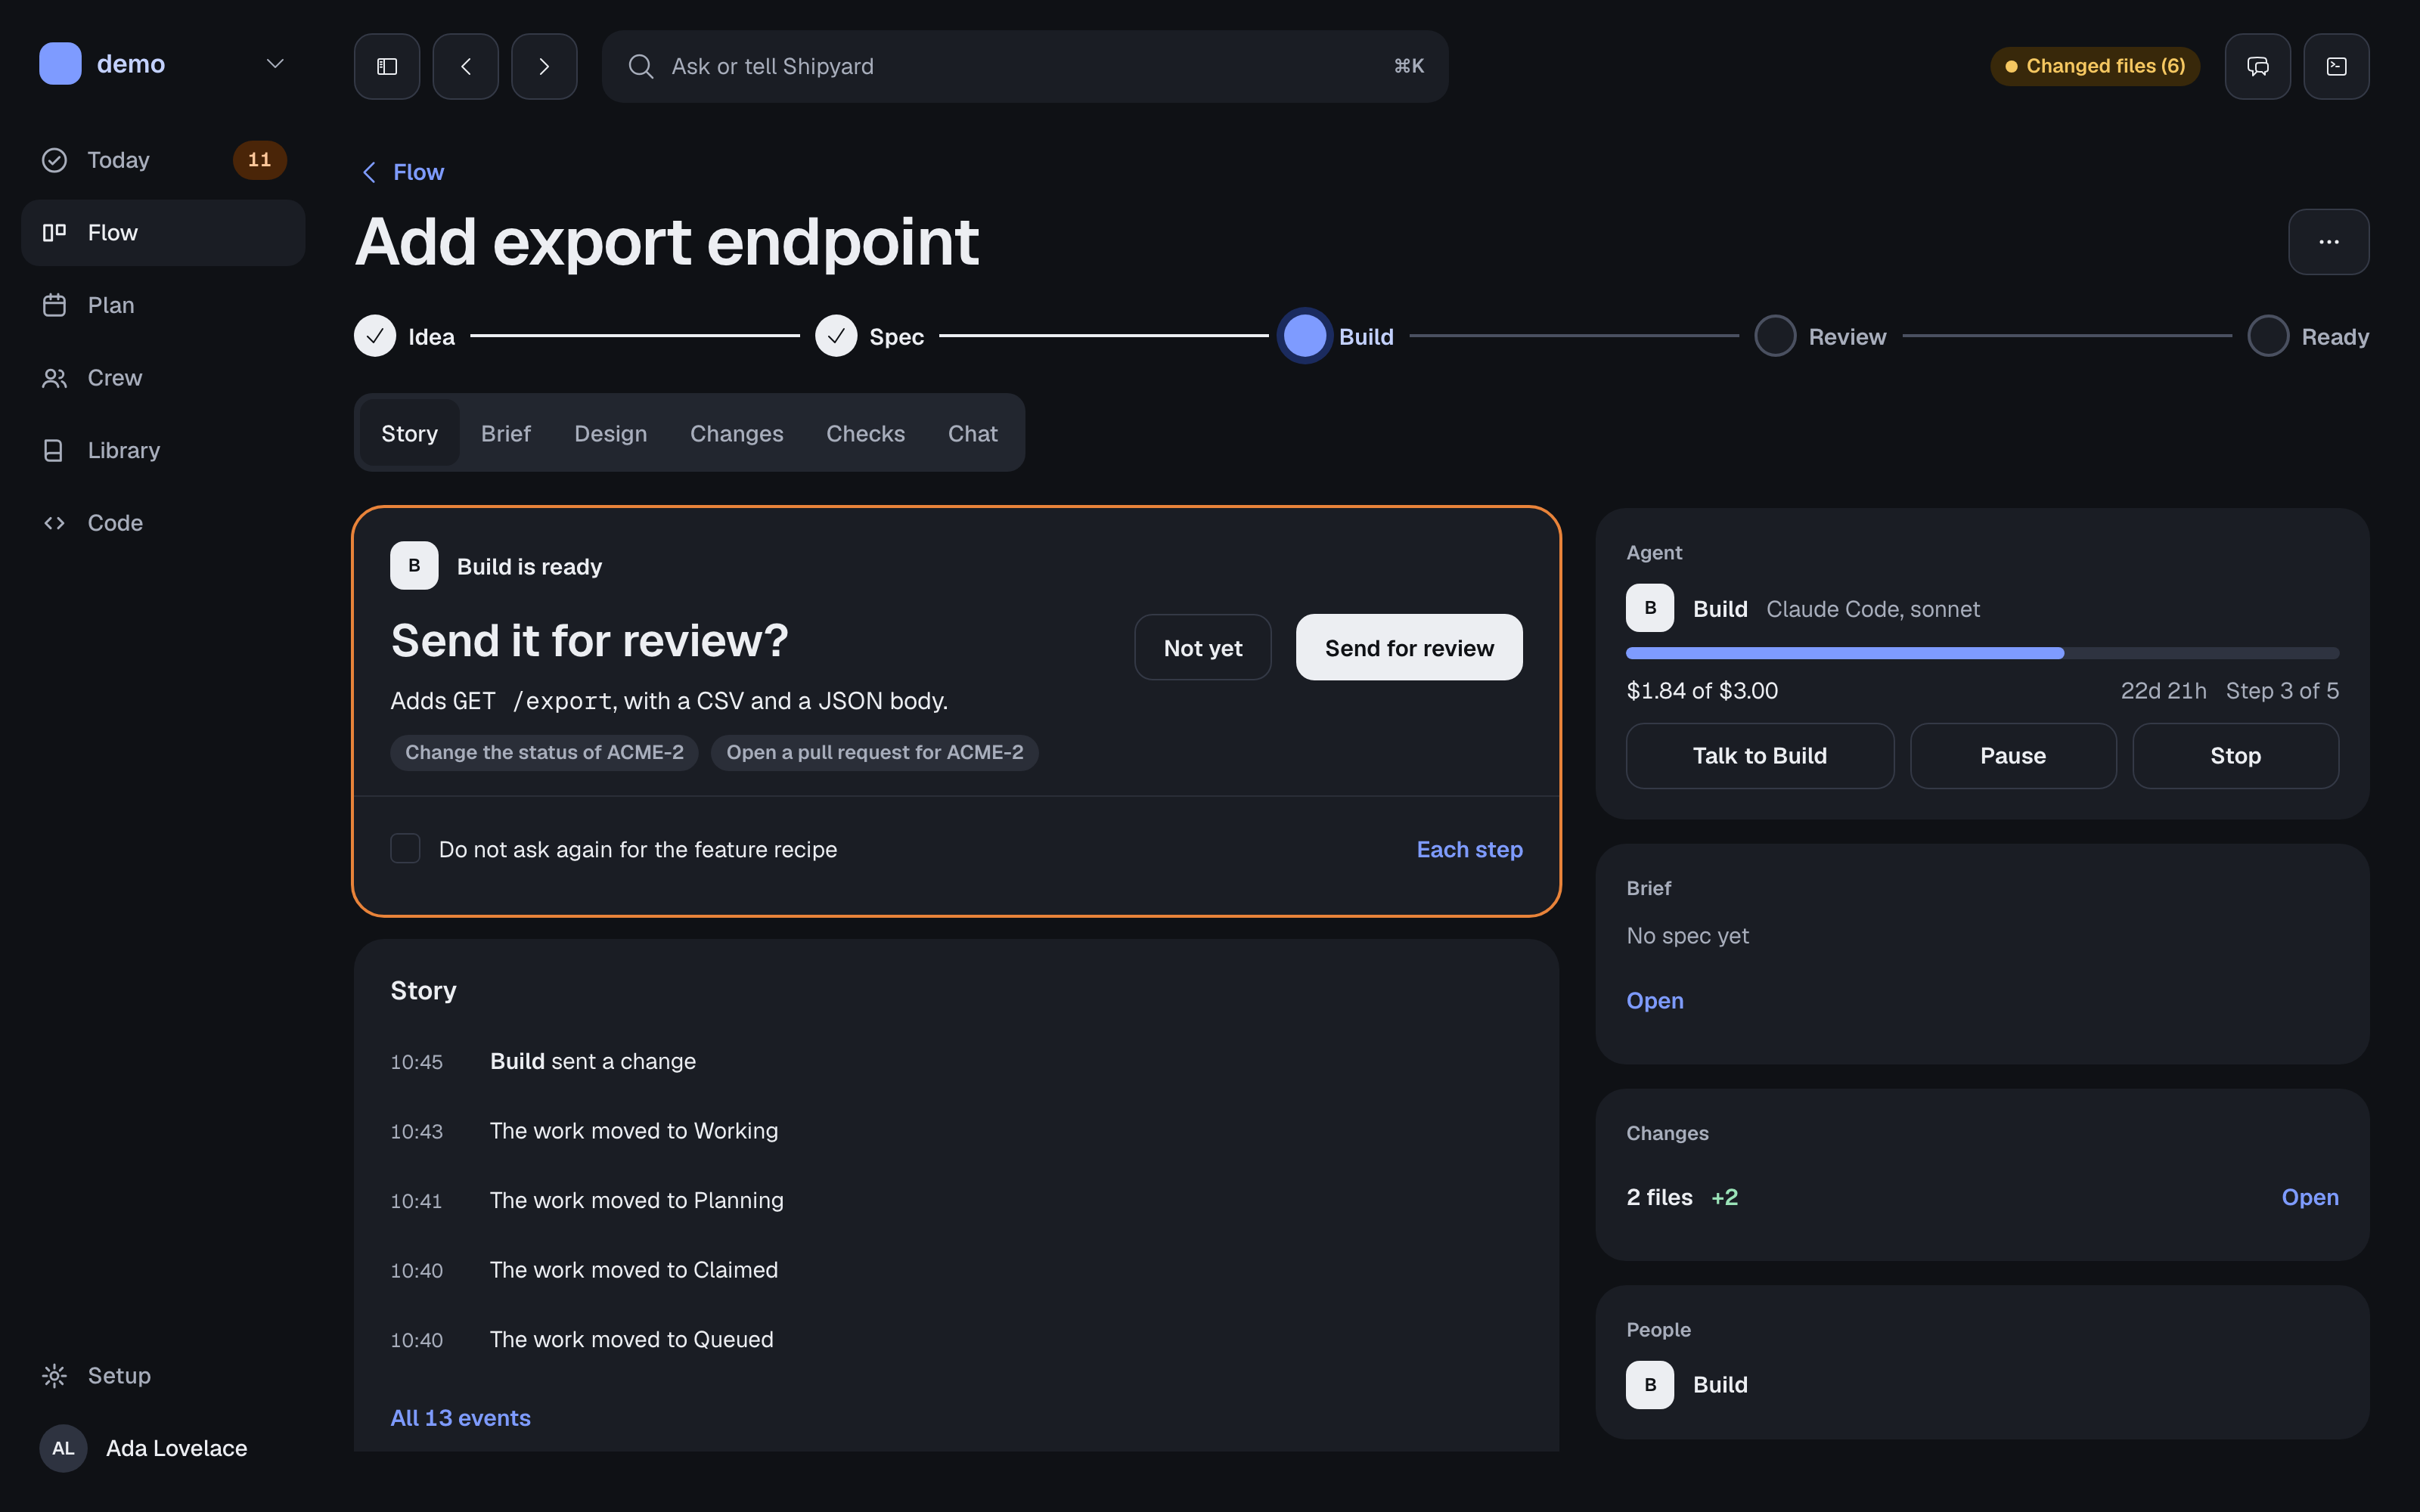 demo
Ask or tell Shipyard
⌘K
Changed files (6)
Today
11
Flow
Plan
Crew
Library
Code
Setup
AL
Ada Lovelace
Flow
Add export endpoint
Idea
Spec
Build
Review
Ready
Story
Brief
Design
Changes
Checks
Chat
B
Build is ready
Send it for review?
Not yet
Send for review
Adds GET /export, with a CSV and a JSON body.
Change the status of ACME-2
Open a pull request for ACME-2
Do not ask again for the feature recipe
Each step
Story
10:45 Build sent a change
10:43 The work moved to Working
10:41 The work moved to Planning
10:40 The work moved to Claimed
10:40 The work moved to Queued
All 13 events
Agent
B
Build Claude Code, sonnet
$1.84 of $3.00
22d 21h Step 3 of 5
Talk to Build
Pause
Stop
Brief
No spec yet
Open
Changes
2 files +2
Open
People
B
Build